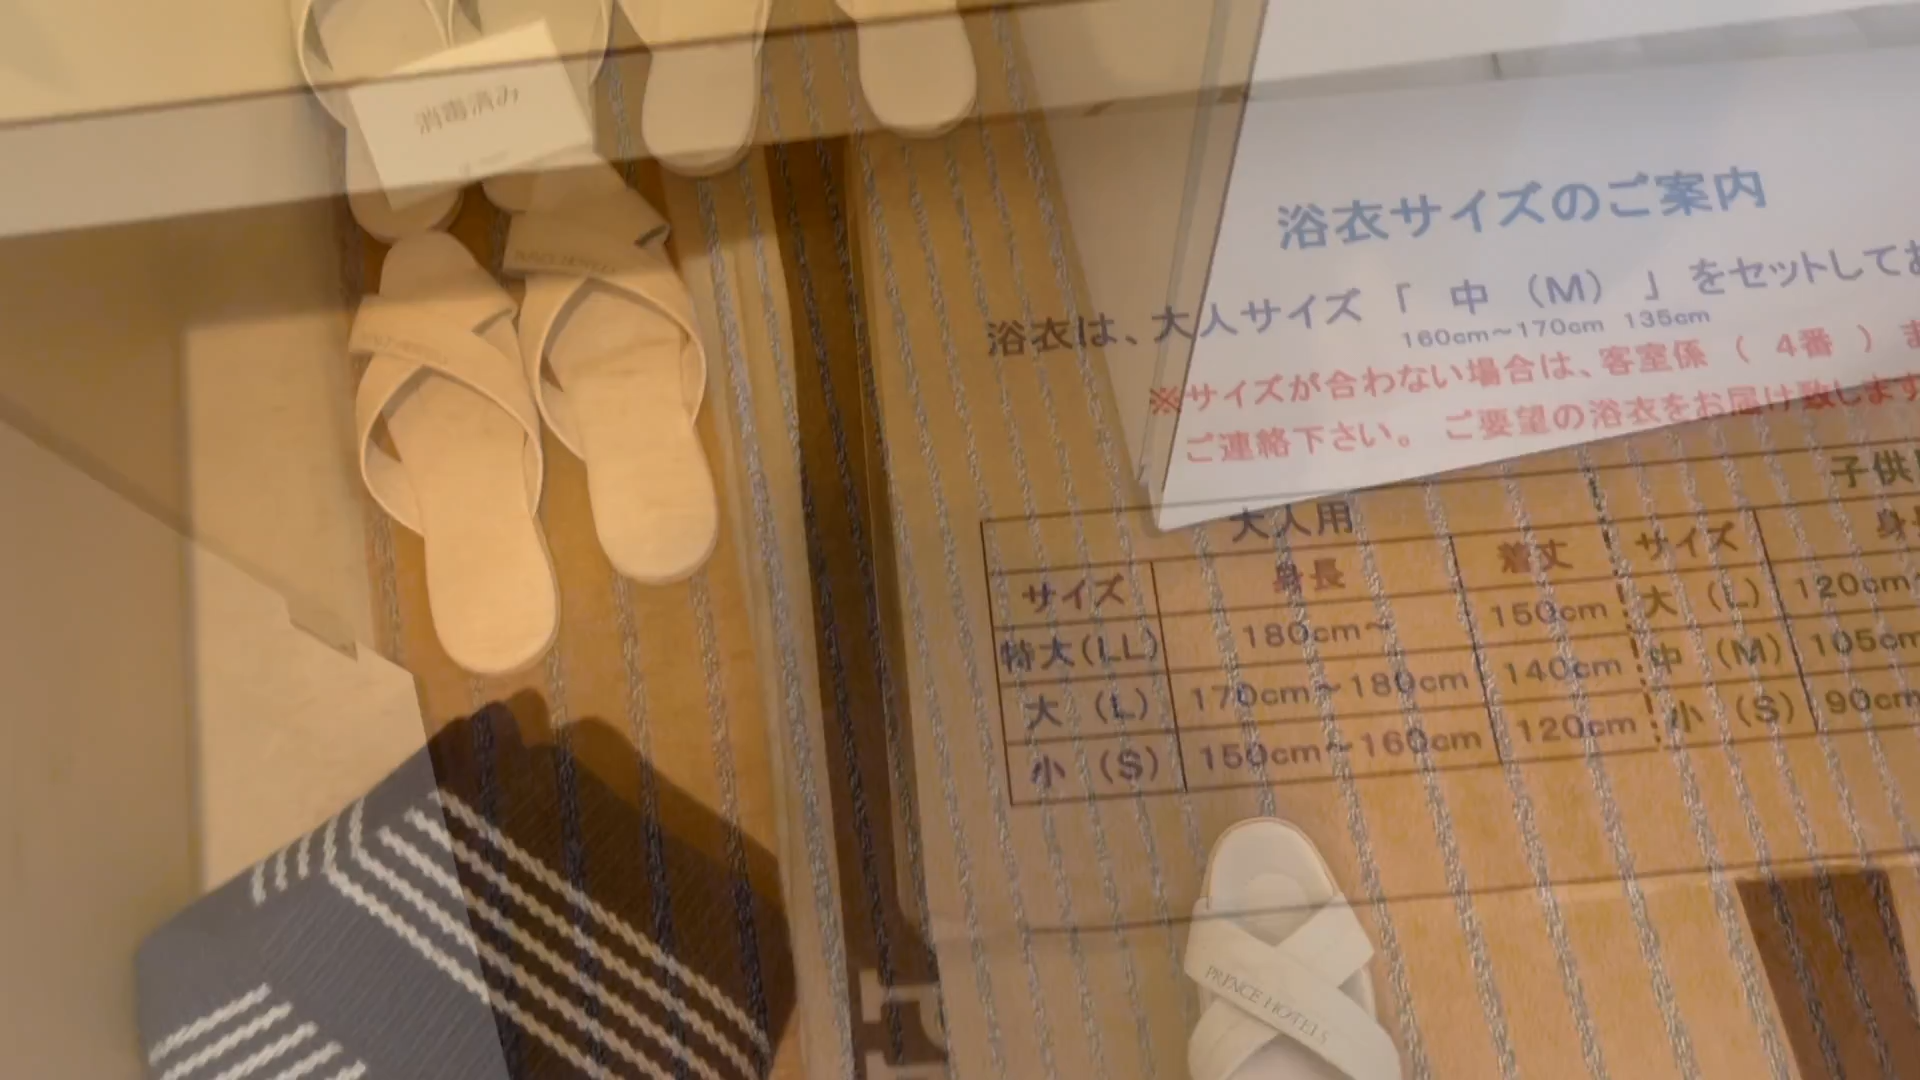 消毒済み
浴衣サイズのご案内
浴衣は、大人サイズ「 中 （M） 」をセットしてお
160cm～170cm 135cm
※サイズが合わない場合は、客室係 （ 4番 ） ま
ご連絡下さい。 ご要望の浴衣をお届け致します
大人用 子供
サイズ 身長 着丈 サイズ 身
特大(LL) 180cm～ 150cm 大 (L) 120cm
大 (L) 170cm～180cm 140cm 中 (M) 105cm
小 (S) 150cm～160cm 120cm 小 (S) 90cm
PRINCE HOTELS